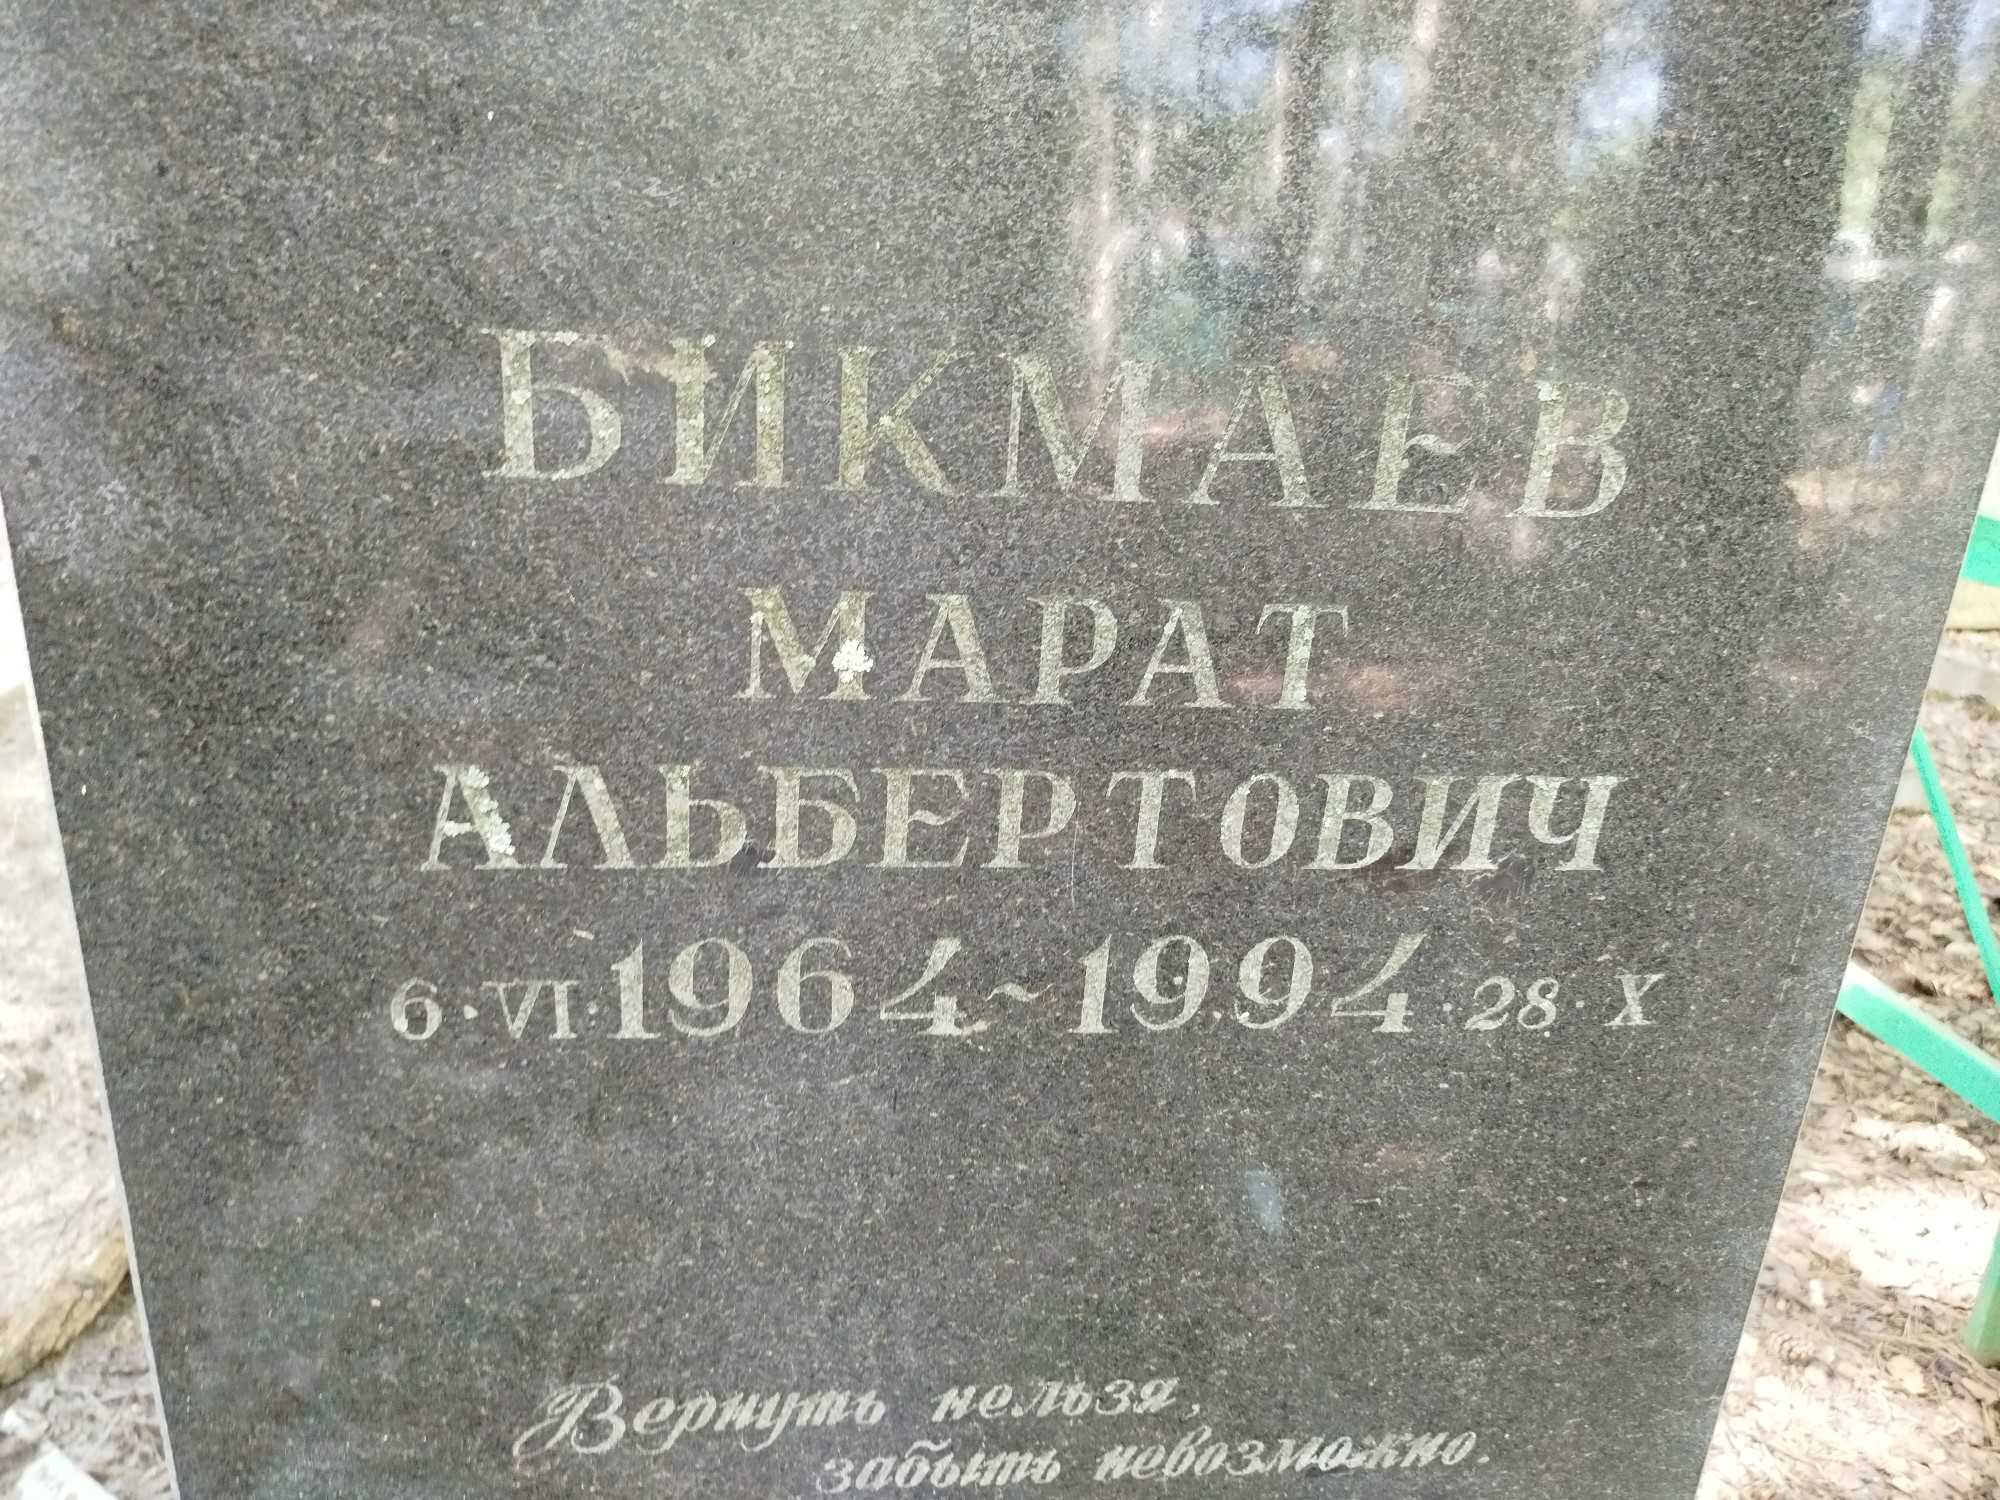 БИКМАЕВ
МАРАТ
АЛЬБЕРТОВИЧ
6·VI·1964~1994·28·X
Вернуть нельзя,
забыть невозможно.